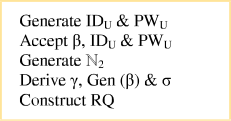 Generate IDᵤ & PWᵤ
Accept β, IDᵤ & PWᵤ
Generate ℕ₂
Derive γ, Gen (β) & σ
Construct RQ